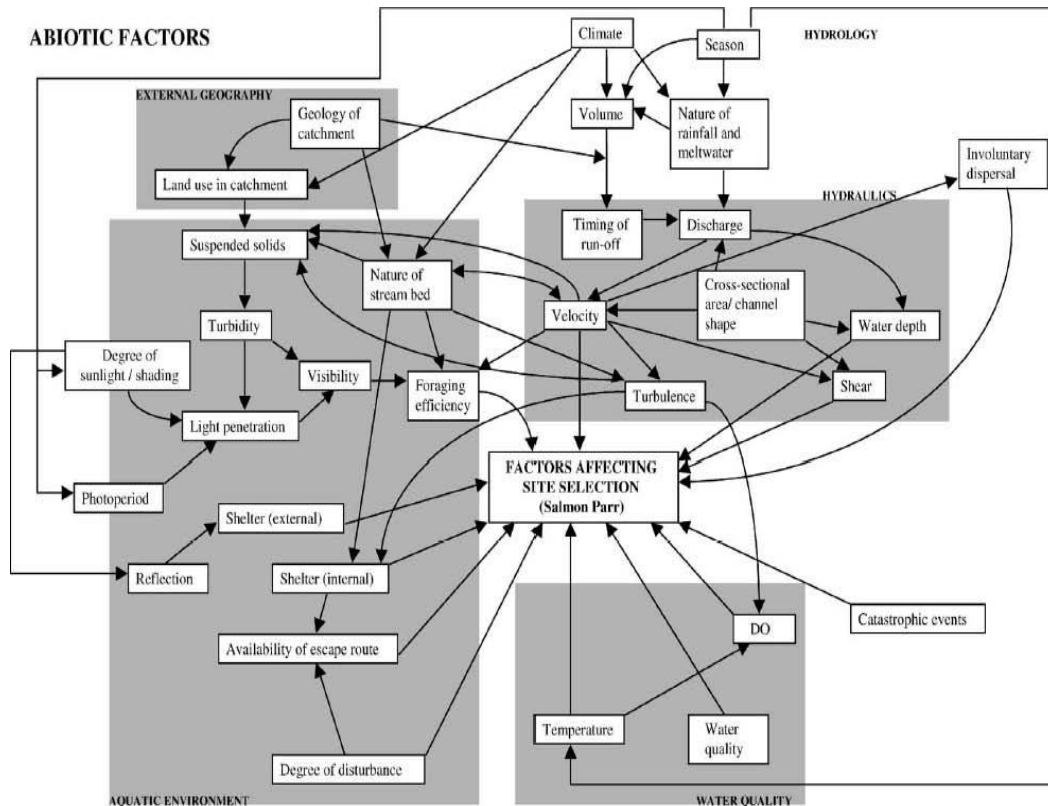 ABIOTIC FACTORS
Climate
Season
HYDROLOGY
EXTERNAL GEOGRAPHY
Geology of
catchment
Volume
Nature of
rainfall and
meltwater
Involuntary
dispersal
Land use in catchment
HYDRAULICS
Timing of
run-off
Discharge
Suspended solids
Nature of
stream bed
Cross-sectional
area/ channel
shape
Velocity
Water depth
Turbidity
Degree of
sunlight / shading
Visibility
Foraging
efficiency
Turbulence
Shear
Light penetration
FACTORS AFFECTING
SITE SELECTION
(Salmon Parr)
Photoperiod
Shelter (external)
Reflection
Shelter (internal)
DO
Catastrophic events
Availability of escape route
Temperature
Water
quality
Degree of disturbance
AQUATIC ENVIRONMENT
WATER QUALITY